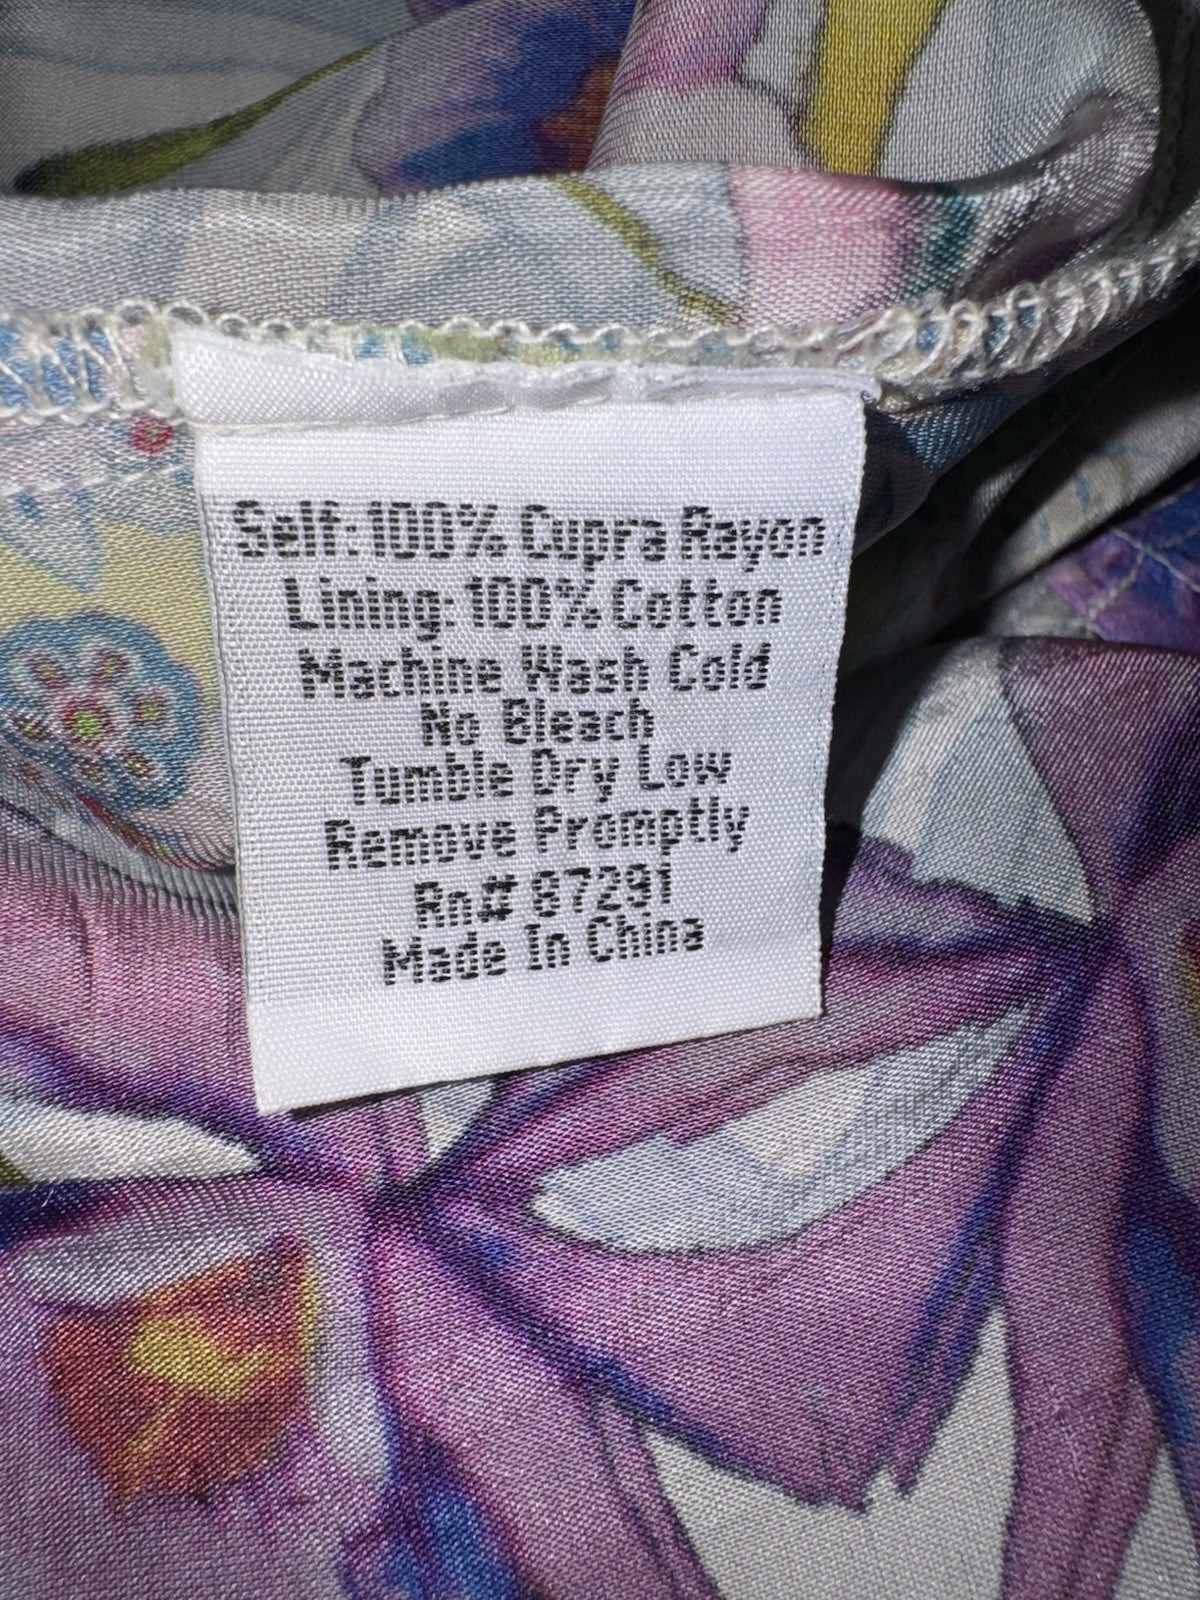 Self: 100% Cupra Rayon
Lining: 100% Cotton
Machine Wash Cold
No Bleach
Tumble Dry Low
Remove Promptly
Rn# 87291
Made In China